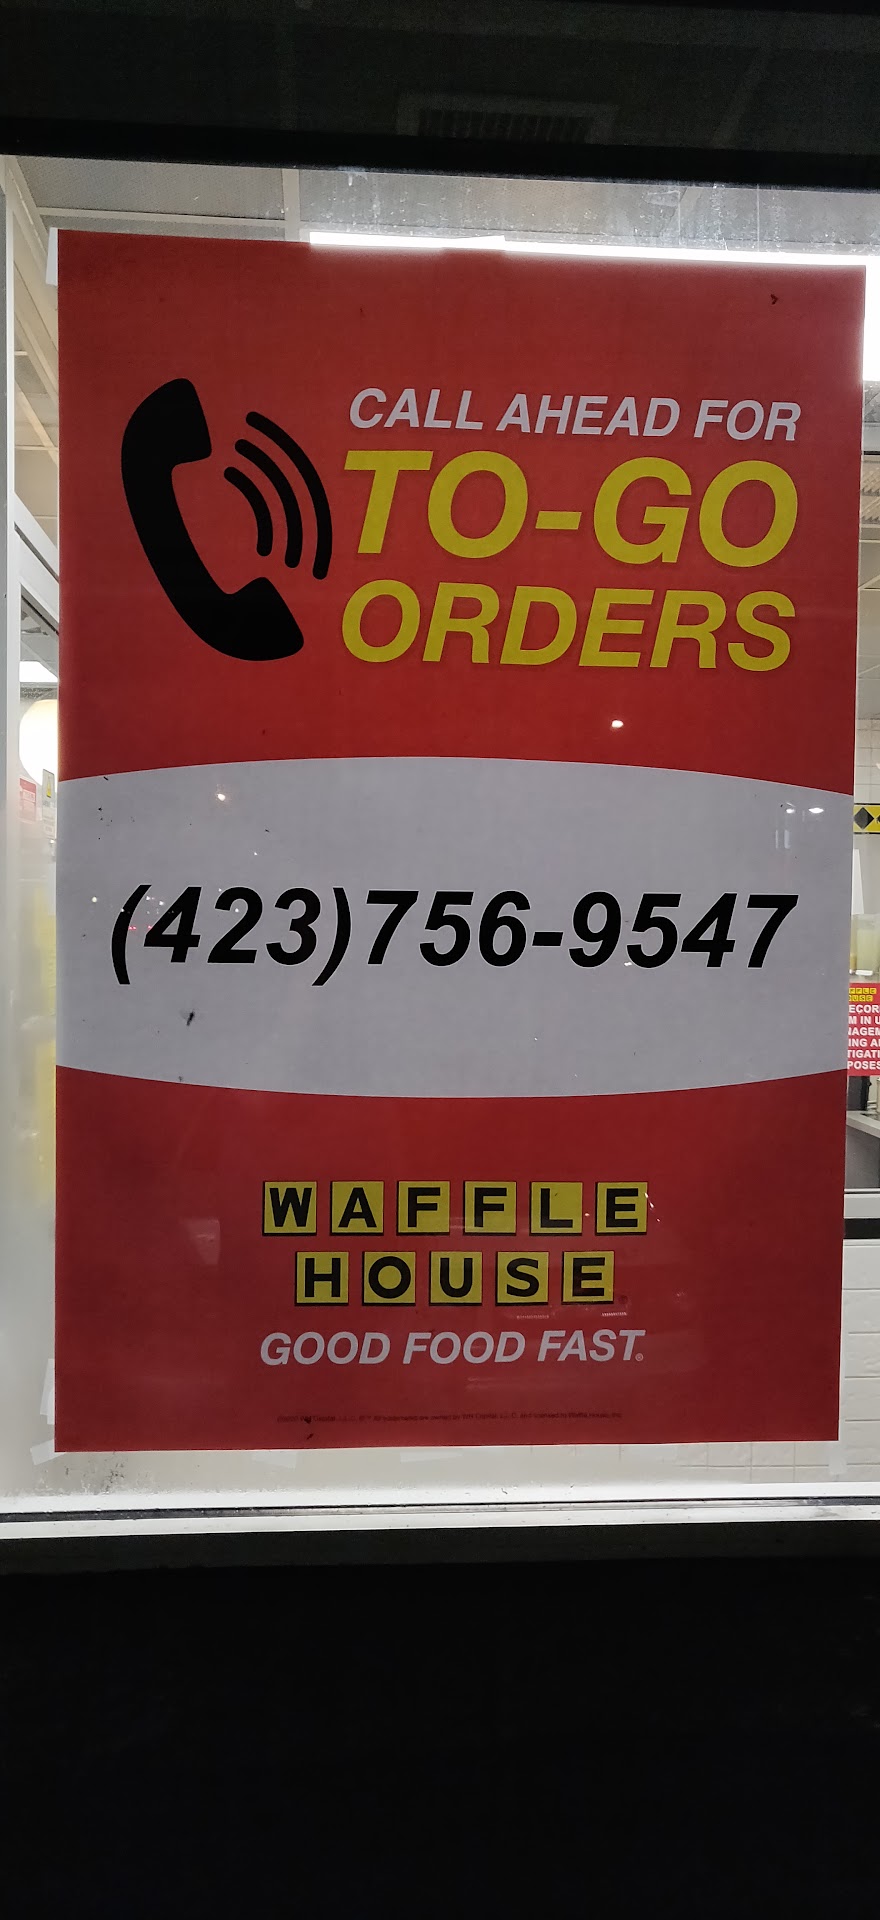 CALL AHEAD FOR
TO-GO
ORDERS
(423)756-9547
WAFFLE
HOUSE
GOOD FOOD FAST®